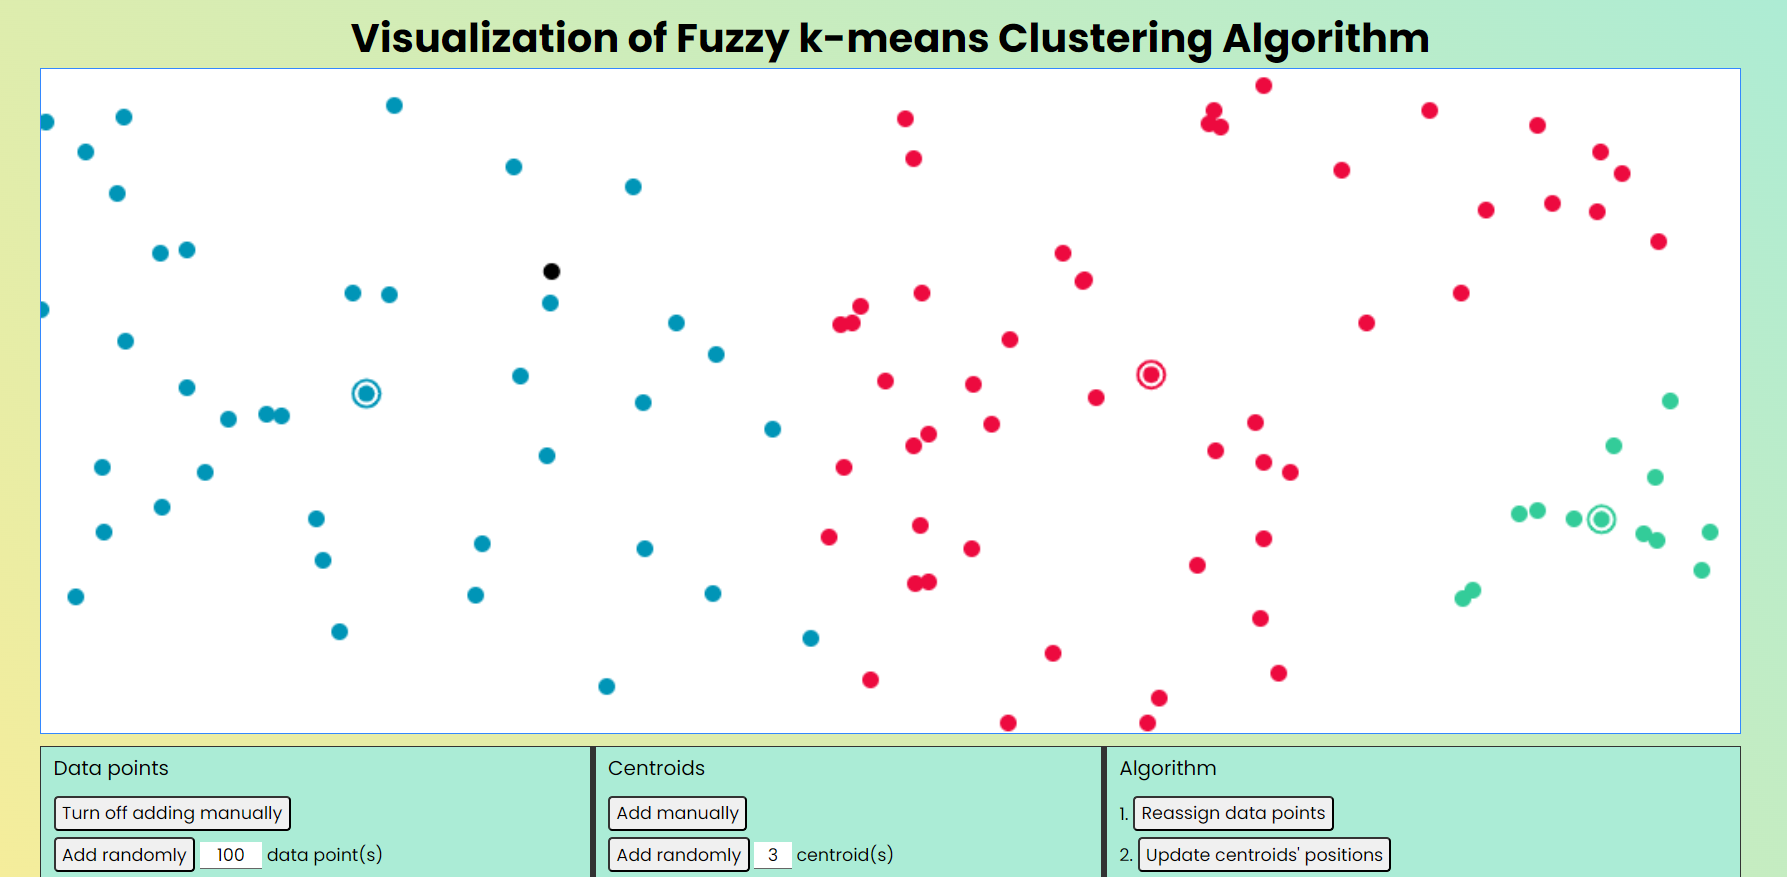 Visualization of Fuzzy k-means Clustering Algorithm
Data points
Turn off adding manually
Add randomly 100 data point(s)
Centroids
Add manually
Add randomly 3 centroid(s)
Algorithm
1. Reassign data points
2. Update centroids' positions